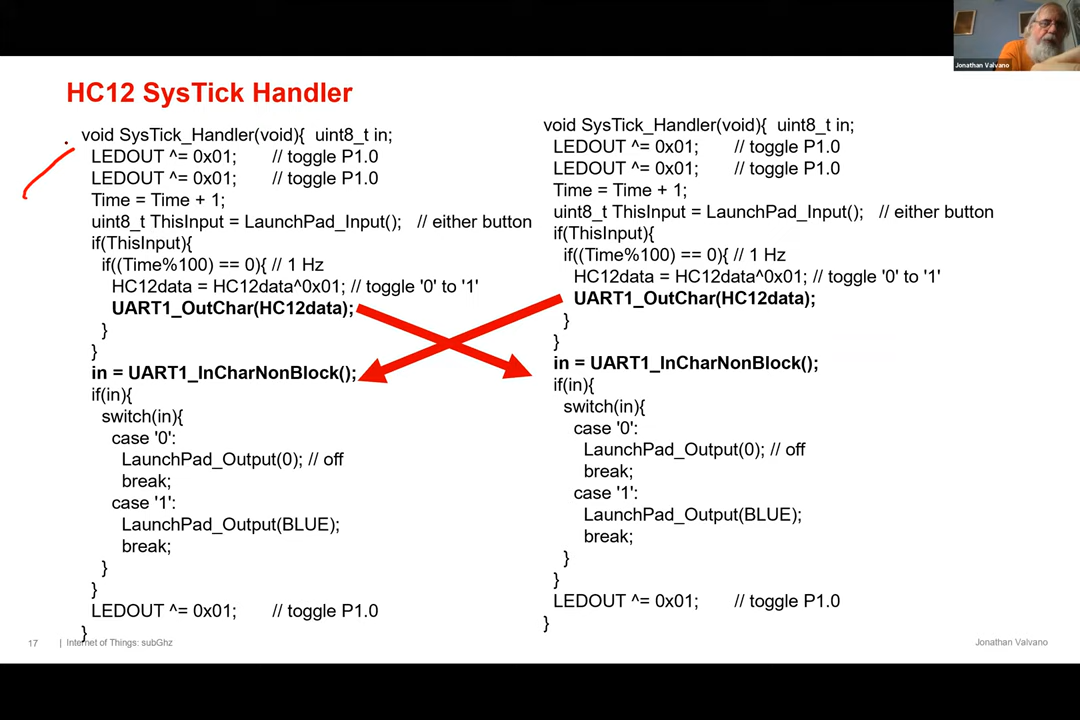 Jonathan Valvano
HC12 SysTick Handler
void SysTick_Handler(void){  uint8_t in;
LEDOUT ^= 0x01;       // toggle P1.0
LEDOUT ^= 0x01;       // toggle P1.0
Time = Time + 1;
uint8_t ThisInput = LaunchPad_Input();   // either button
if(ThisInput){
if((Time%100) == 0){ // 1 Hz
HC12data = HC12data^0x01; // toggle '0' to '1'
UART1_OutChar(HC12data);
}
}
in = UART1_InCharNonBlock();
if(in){
switch(in){
case '0':
LaunchPad_Output(0); // off
break;
case '1':
LaunchPad_Output(BLUE);
break;
}
}
LEDOUT ^= 0x01;       // toggle P1.0
}
void SysTick_Handler(void){  uint8_t in;
LEDOUT ^= 0x01;       // toggle P1.0
LEDOUT ^= 0x01;       // toggle P1.0
Time = Time + 1;
uint8_t ThisInput = LaunchPad_Input();   // either button
if(ThisInput){
if((Time%100) == 0){ // 1 Hz
HC12data = HC12data^0x01; // toggle '0' to '1'
UART1_OutChar(HC12data);
}
}
in = UART1_InCharNonBlock();
if(in){
switch(in){
case '0':
LaunchPad_Output(0); // off
break;
case '1':
LaunchPad_Output(BLUE);
break;
}
}
LEDOUT ^= 0x01;       // toggle P1.0
}
17 | Internet of Things: subGhz
Jonathan Valvano